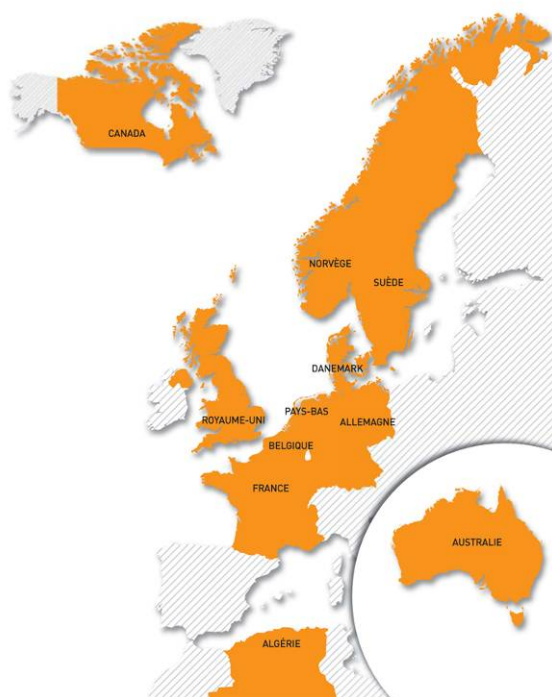 CANADA
NORVÈGE
SUÈDE
DANEMARK
PAYS-BAS
ROYAUME-UNI
ALLEMAGNE
BELGIQUE
FRANCE
AUSTRALIE
ALGÉRIE